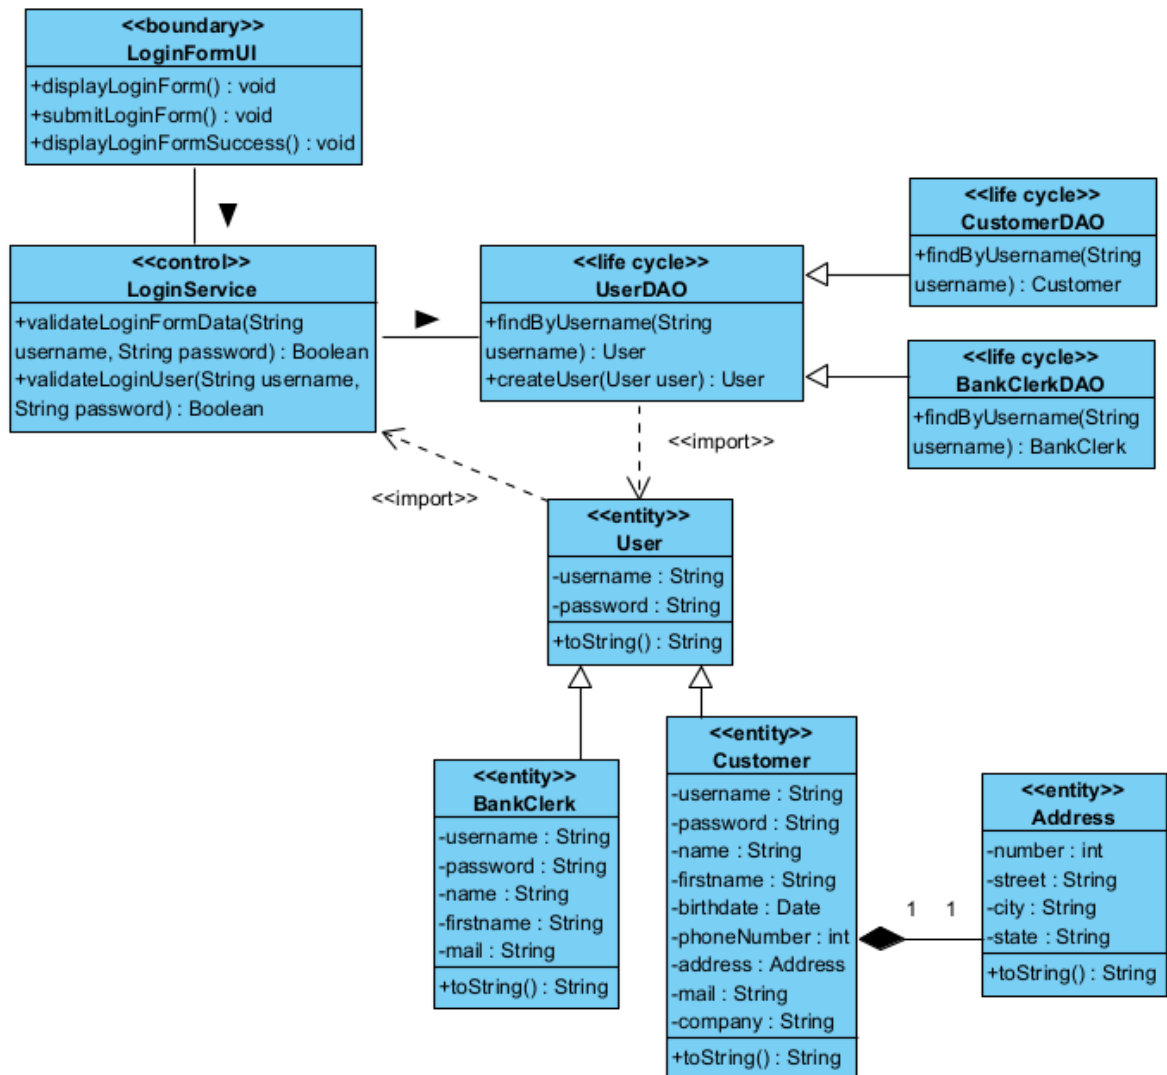 <<boundary>>
LoginFormUI
+displayLoginForm() : void
+submitLoginForm() : void
+displayLoginFormSuccess() : void
<<control>>
LoginService
+validateLoginFormData(String
username, String password) : Boolean
+validateLoginUser(String username,
String password) : Boolean
<<life cycle>>
UserDAO
+findByUsername(String
username) : User
+createUser(User user) : User
<<life cycle>>
CustomerDAO
+findByUsername(String
username) : Customer
<<life cycle>>
BankClerkDAO
+findByUsername(String
username) : BankClerk
<<import>>
<<import>>
<<entity>>
User
-username : String
-password : String
+toString() : String
<<entity>>
BankClerk
-username : String
-password : String
-name : String
-firstname : String
-mail : String
+toString() : String
<<entity>>
Customer
-username : String
-password : String
-name : String
-firstname : String
-birthdate : Date
-phoneNumber : int
-address : Address
-mail : String
-company : String
+toString() : String
1 1
<<entity>>
Address
-number : int
-street : String
-city : String
-state : String
+toString() : String